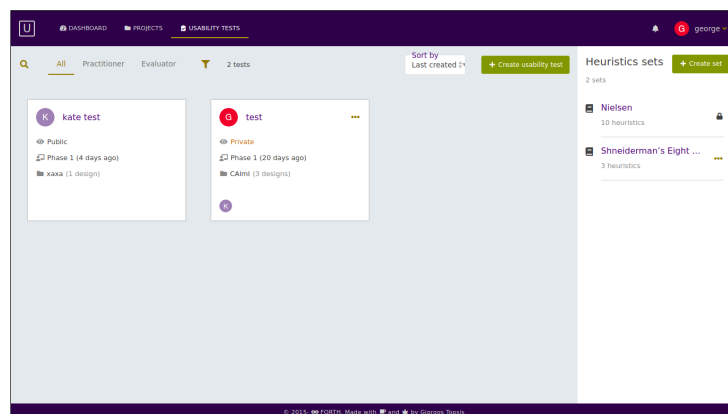 U DASHBOARD PROJECTS USABILITY TESTS G george
All Practitioner Evaluator 2 tests
Sort by
Last created
+ Create usability test
K kate test
Public
Phase 1 (4 days ago)
xaxa (1 design)
G test
Private
Phase 1 (20 days ago)
CAImi (3 designs)
K
Heuristics sets + Create set
2 sets
Nielsen
10 heuristics
Shneiderman's Eight ...
3 heuristics
© 2015- FORTH. Made with and by Giorgos Topsis